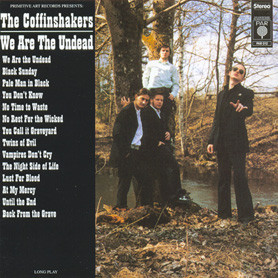 PRIMITIVE ART RECORDS PRESENTS:
The Coffinshakers
We Are The Undead
We are the Undead
Black Sunday
Pale Man in Black
You Don't Know
No Time to Waste
No Rest For the Wicked
You Call it Graveyard
Twins of Evil
Vampires Don't Cry
The Night Side of Life
Lust For Blood
At My Mercy
Until the End
Back From the Grave
LONG PLAY
Stereo
PAR